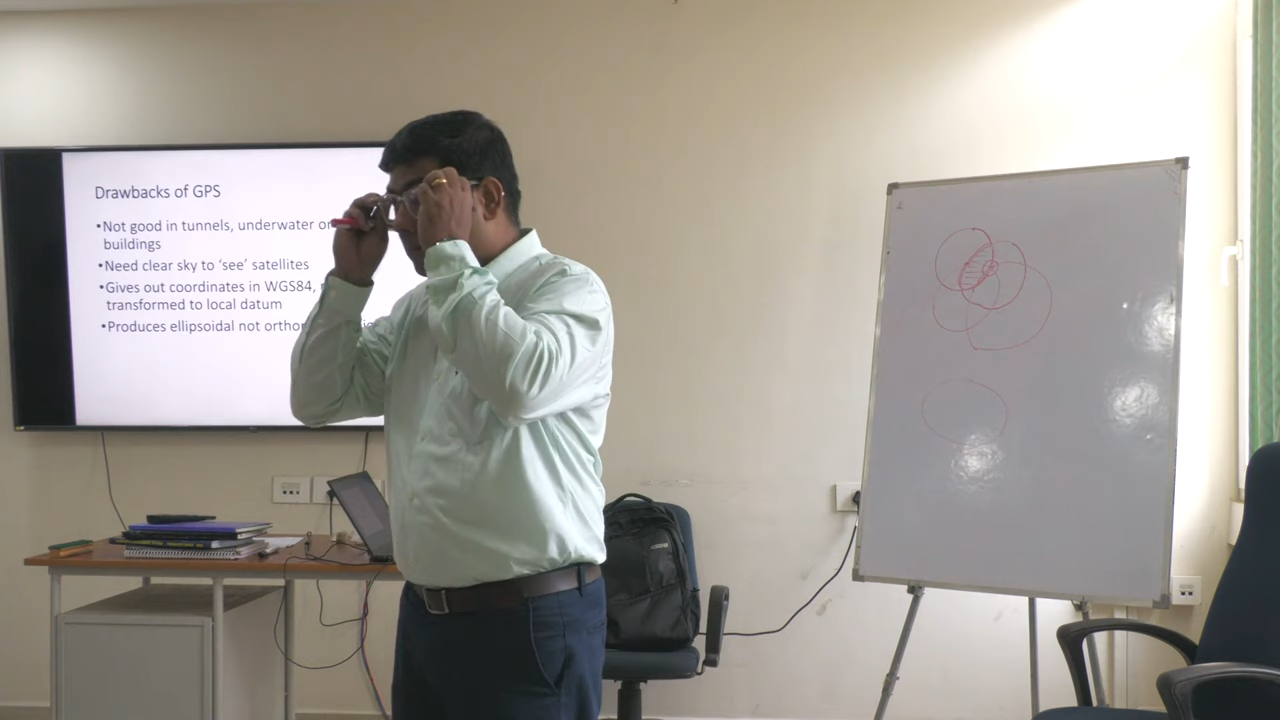 Drawbacks of GPS
•Not good in tunnels, underwater or
buildings
•Need clear sky to 'see' satellites
•Gives out coordinates in WGS84,
transformed to local datum
•Produces ellipsoidal not orthor